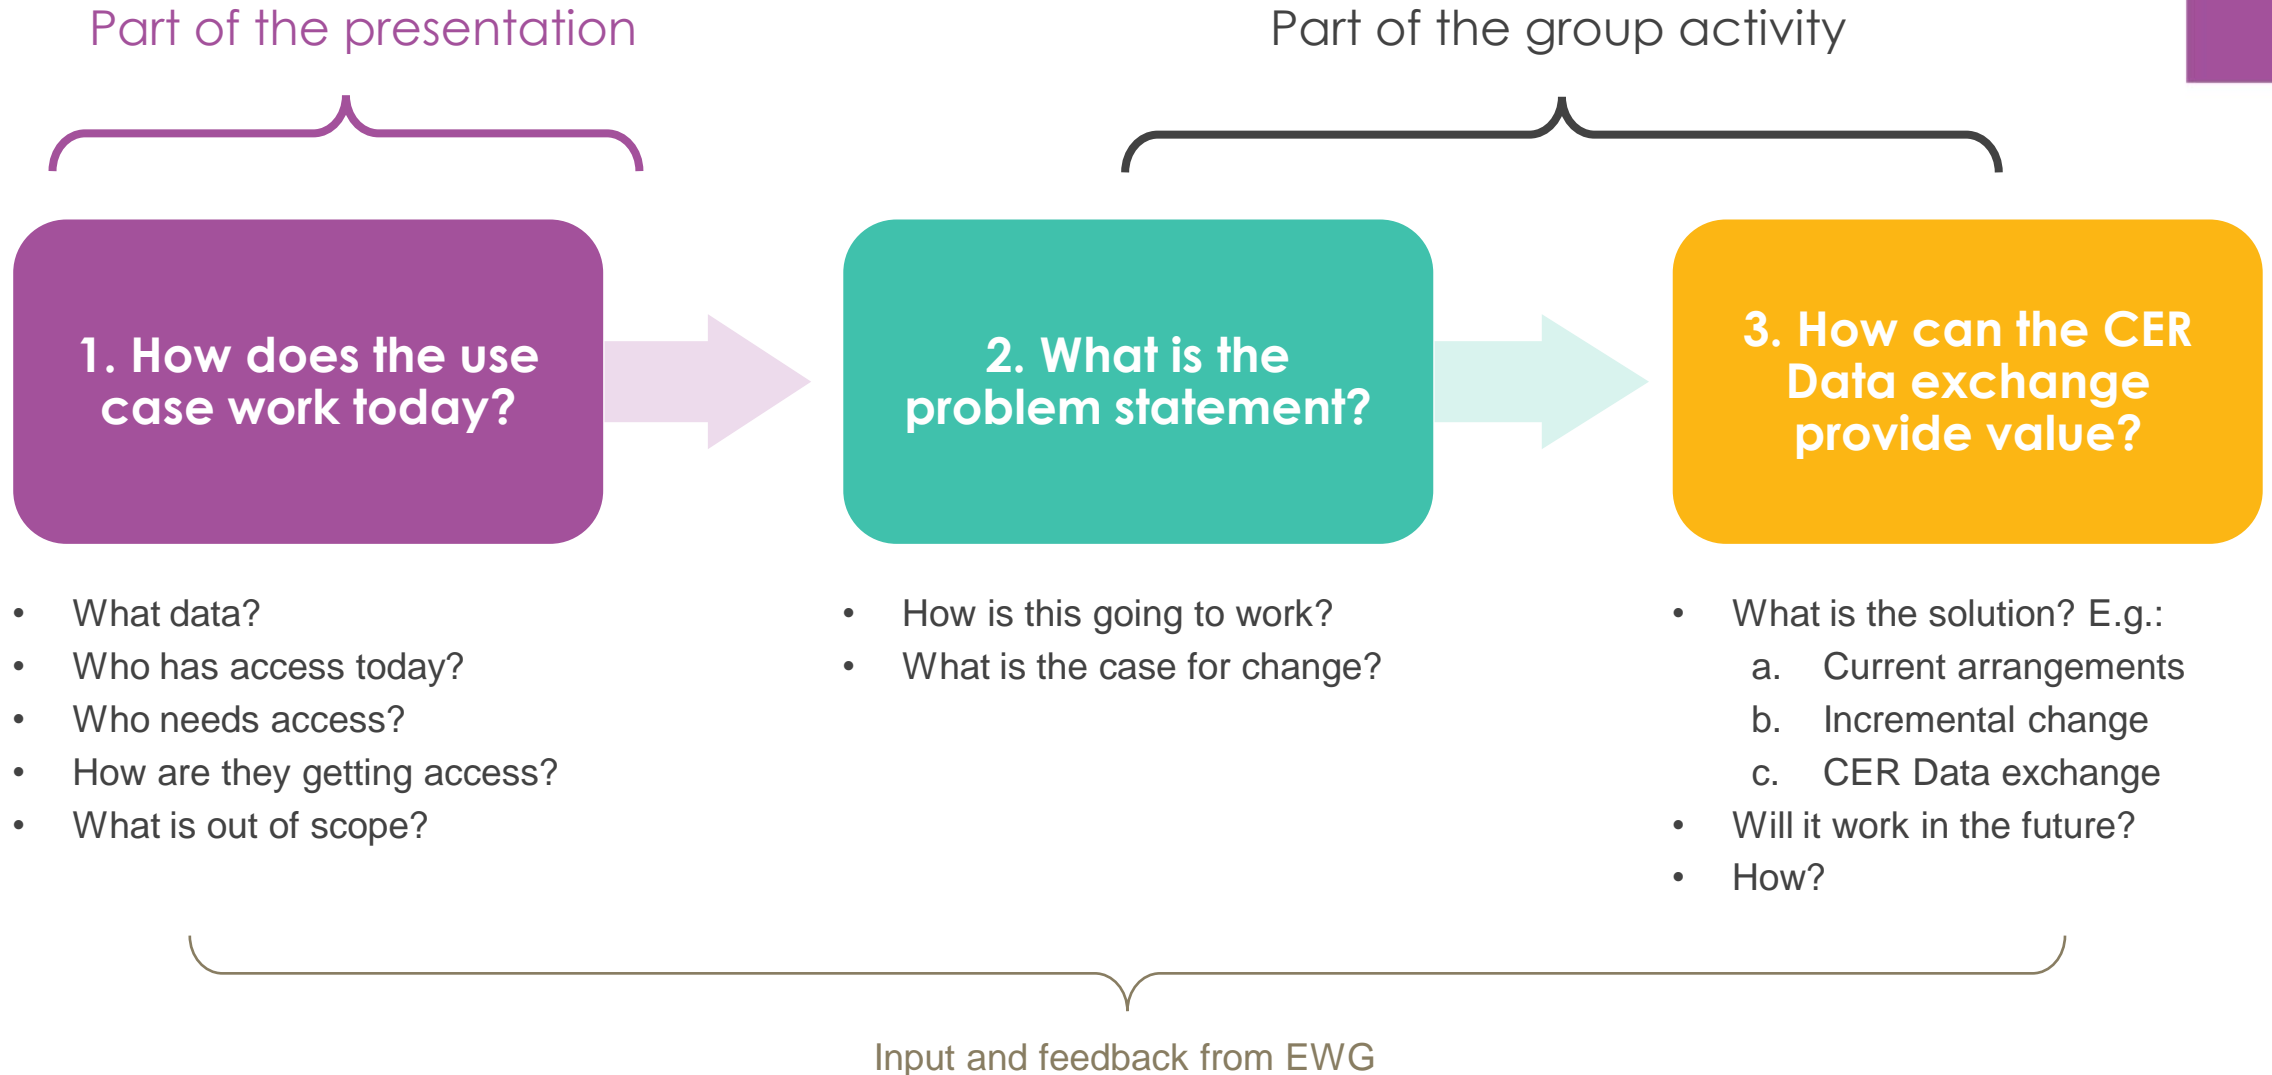 Part of the presentation
Part of the group activity
1. How does the use
case work today?
2. What is the
problem statement?
3. How can the CER
Data exchange
provide value?
• What data?
• Who has access today?
• Who needs access?
• How are they getting access?
• What is out of scope?
• How is this going to work?
• What is the case for change?
• What is the solution? E.g.:
a. Current arrangements
b. Incremental change
c. CER Data exchange
• Will it work in the future?
• How?
Input and feedback from EWG